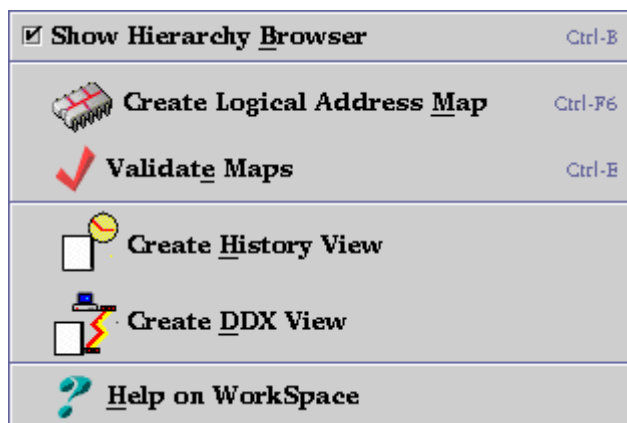 Show Hierarchy Browser Ctrl-B
Create Logical Address Map Ctrl-F6
Validate Maps Ctrl-E
Create History View
Create DDX View
Help on WorkSpace